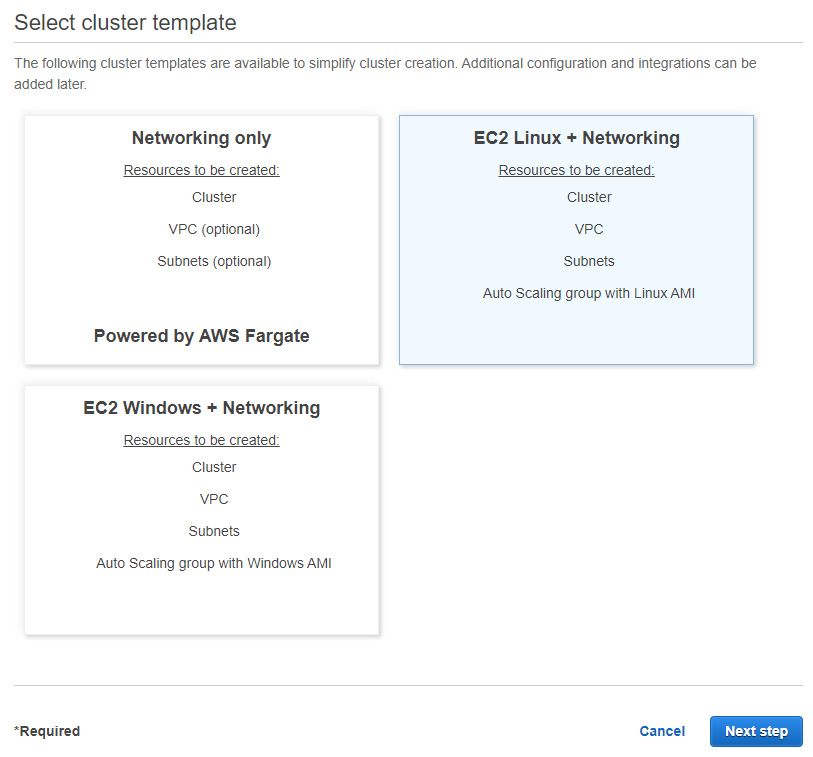 Select cluster template
The following cluster templates are available to simplify cluster creation. Additional configuration and integrations can be
added later.
Networking only
Resources to be created:
Cluster
VPC (optional)
Subnets (optional)
Powered by AWS Fargate
EC2 Linux + Networking
Resources to be created:
Cluster
VPC
Subnets
Auto Scaling group with Linux AMI
EC2 Windows + Networking
Resources to be created:
Cluster
VPC
Subnets
Auto Scaling group with Windows AMI
*Required
Cancel
Next step